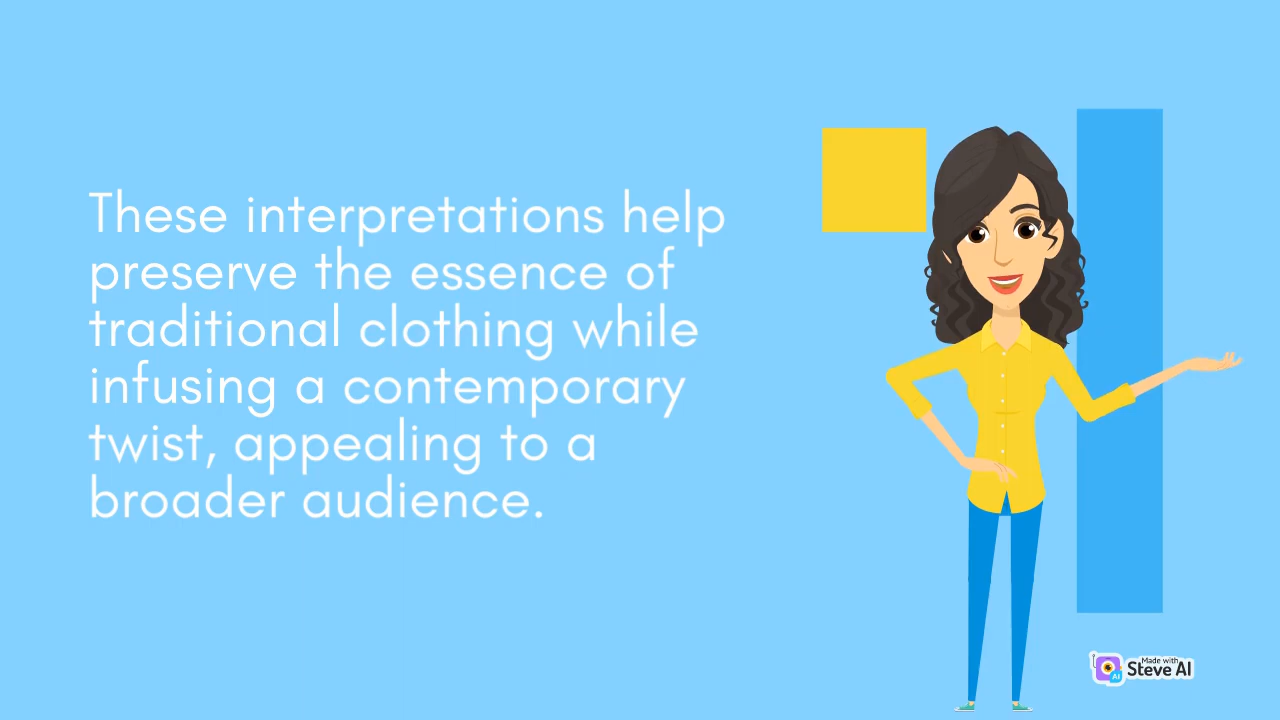 These interpretations help
preserve the essence of
traditional clothing while
infusing a contemporary
twist, appealing to a
broader audience.
Made with
Steve AI
AI